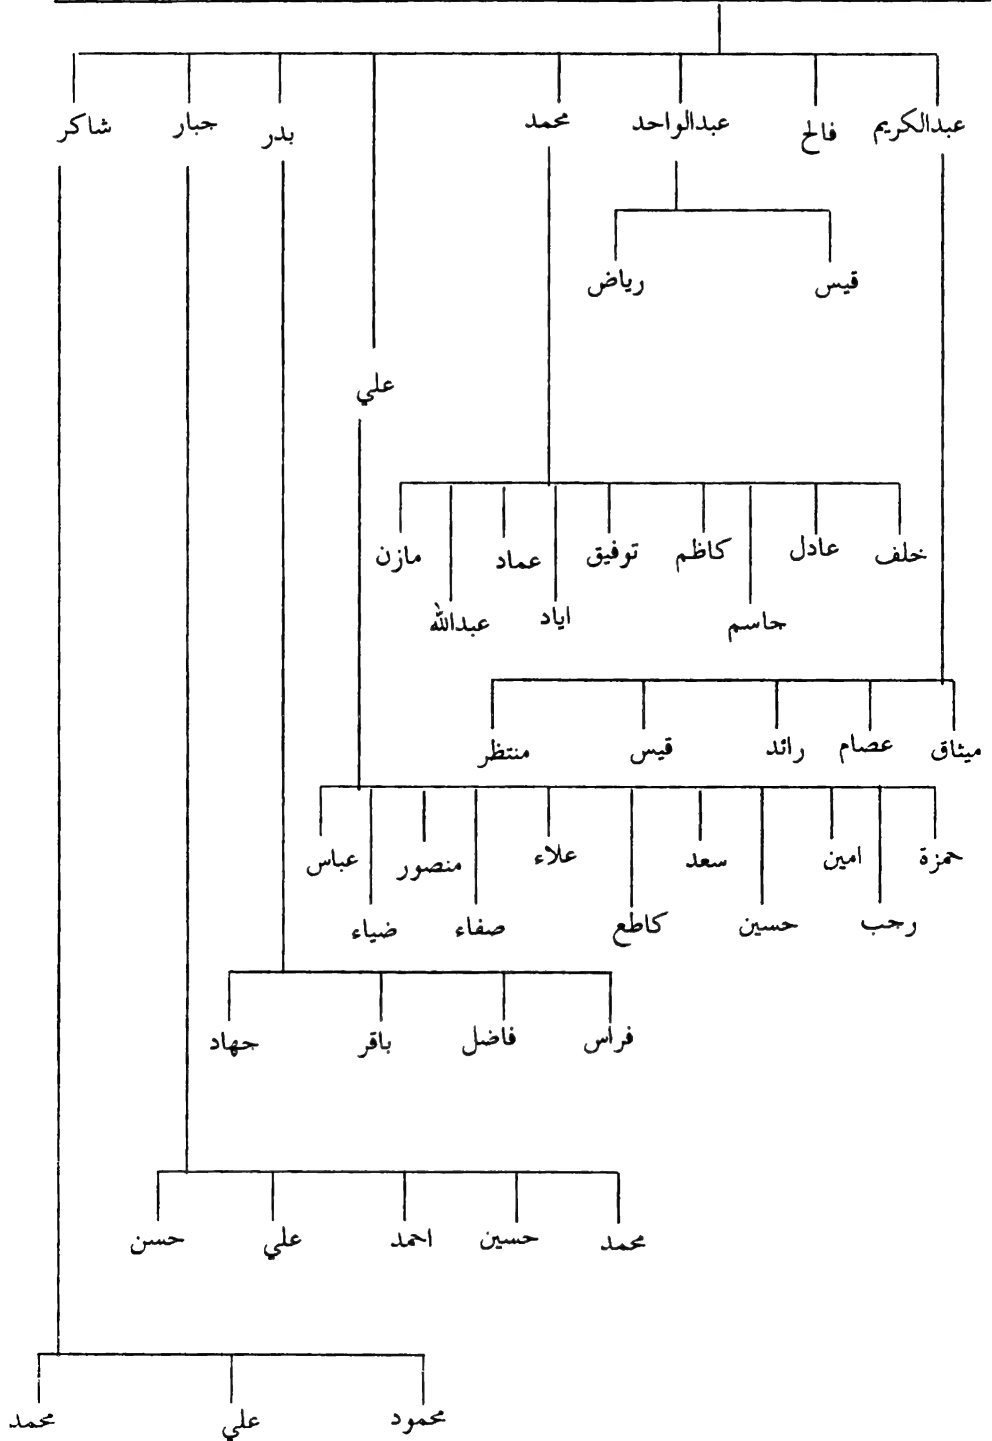 عبدالكريم فالح عبدالواحد محمد بدر جبار شاكر
قيس رياض
علي
خلف عادل كاظم توفيق عماد مازن
حاسم اياد عبدالله
ميثاق عصام رائد قيس منتظر
حمزة امين سعد علاء منصور عباس
رحب حسين كاطع صفاء ضياء
فراس فاضل باقر جهاد
محمد حسين احمد علي حسن
محمود علي محمد